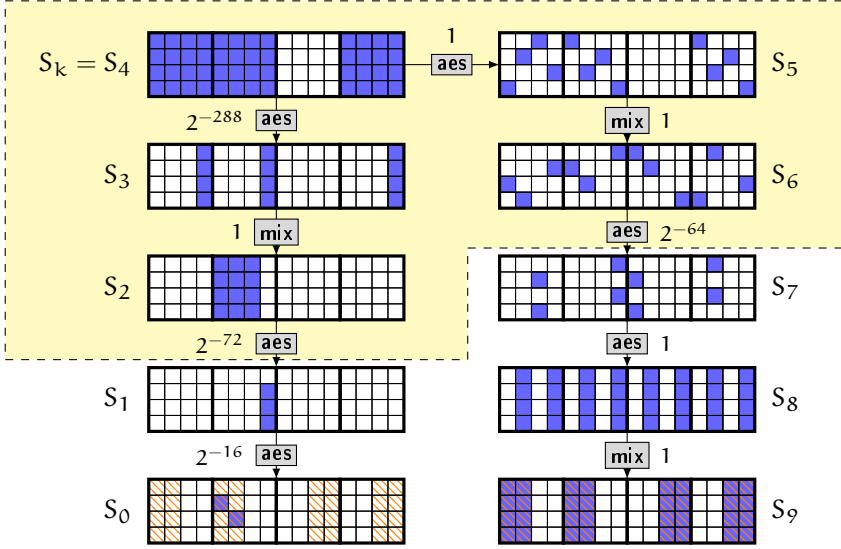 1
S_k = S_4 aes S_5
2^{-288} aes mix 1
S_3 S_6
1 mix aes 2^{-64}
S_2 S_7
2^{-72} aes aes 1
S_1 S_8
2^{-16} aes mix 1
S_0 S_9